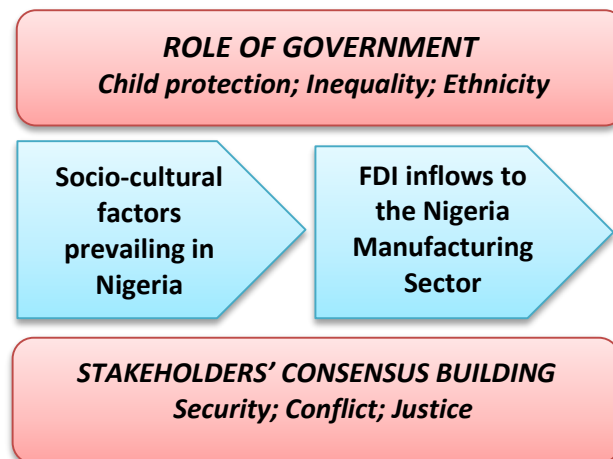 ROLE OF GOVERNMENT
Child protection; Inequality; Ethnicity
Socio-cultural
factors
prevailing in
Nigeria
FDI inflows to
the Nigeria
Manufacturing
Sector
STAKEHOLDERS’ CONSENSUS BUILDING
Security; Conflict; Justice